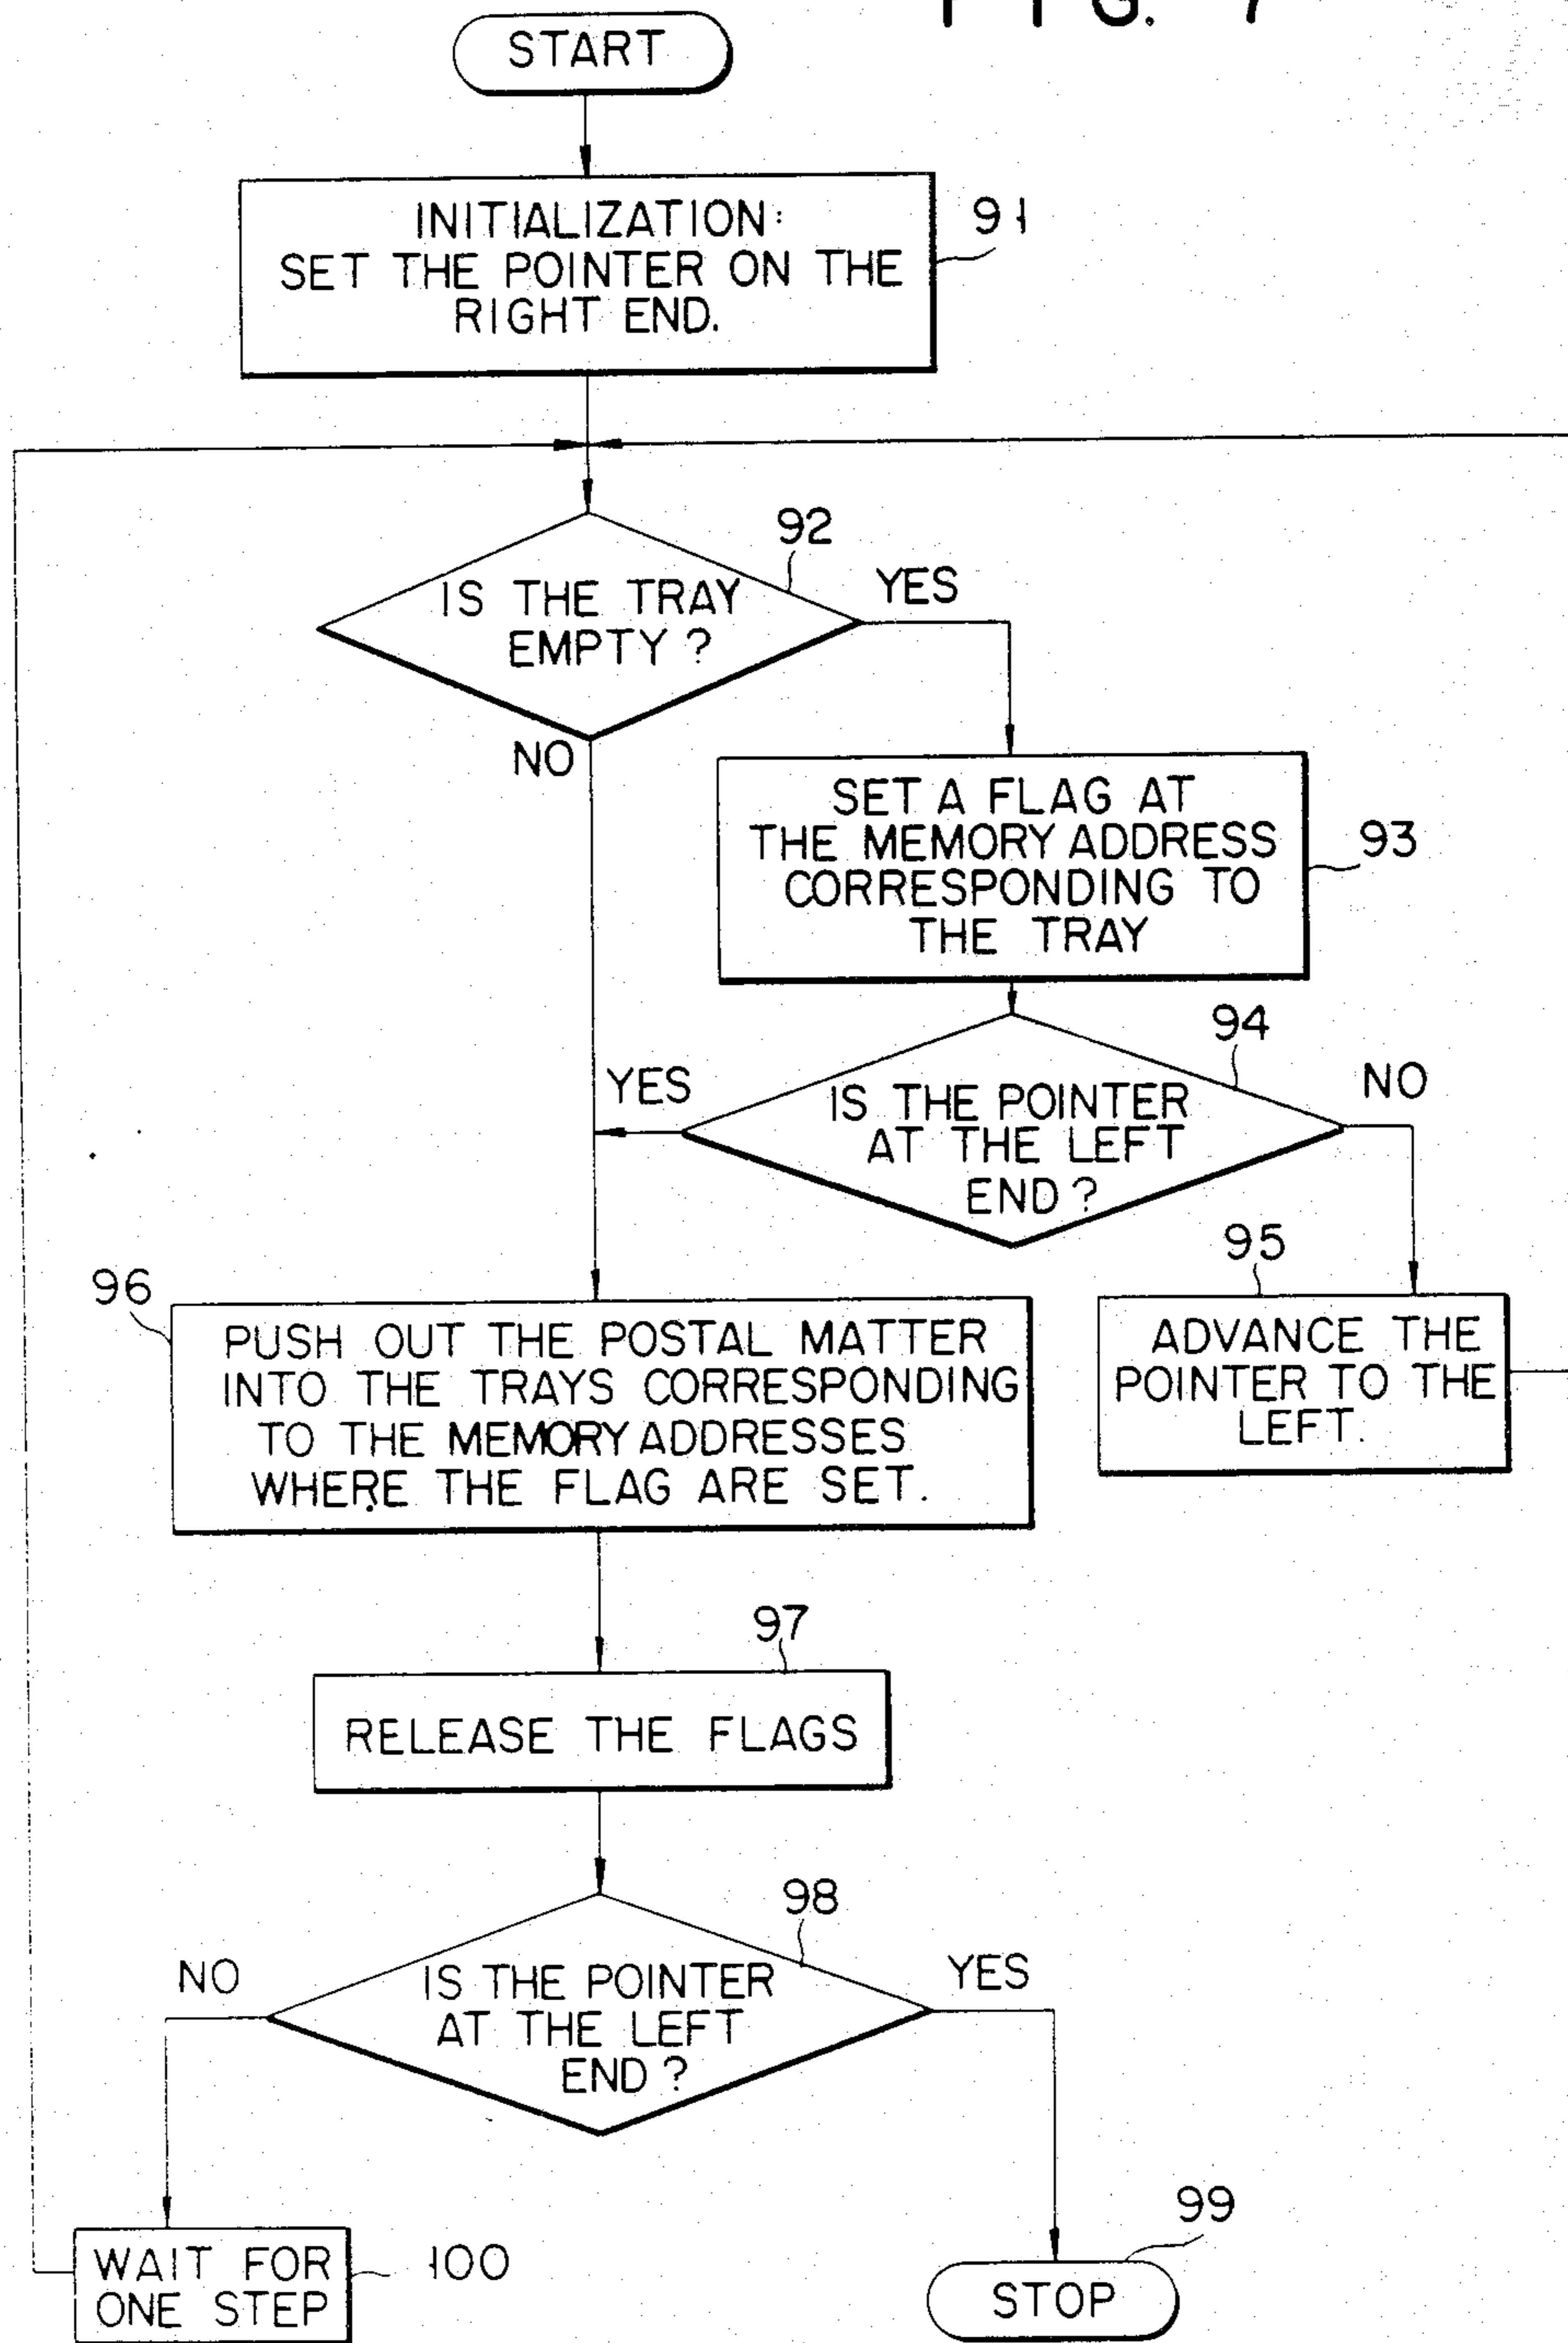 FIG. 7
START
INITIALIZATION:
SET THE POINTER ON THE
RIGHT END.
91
92
IS THE TRAY
EMPTY?
YES
NO
SET A FLAG AT
THE MEMORY ADDRESS
CORRESPONDING TO
THE TRAY
93
94
YES
IS THE POINTER
AT THE LEFT
END?
NO
95
ADVANCE THE
POINTER TO THE
LEFT.
96
PUSH OUT THE POSTAL MATTER
INTO THE TRAYS CORRESPONDING
TO THE MEMORY ADDRESSES
WHERE THE FLAG ARE SET.
97
RELEASE THE FLAGS
98
NO
IS THE POINTER
AT THE LEFT
END?
YES
WAIT FOR
ONE STEP
100
99
STOP